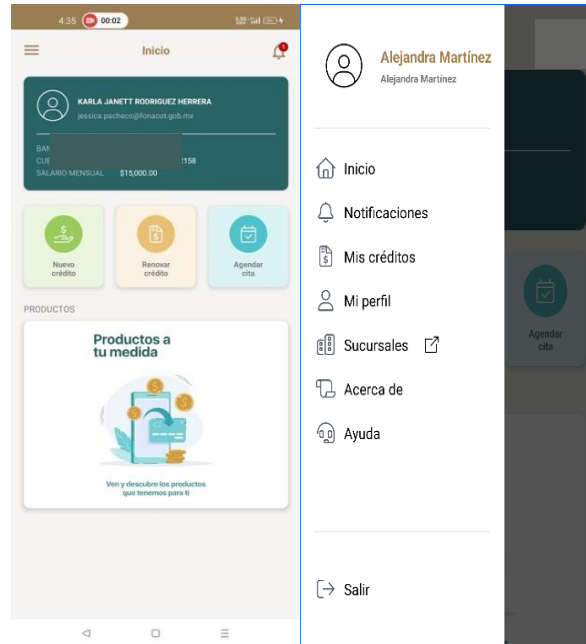 4:35 00:02
Inicio
1
KARLA JANETT RODRIGUEZ HERRERA
jessica.pacheco@fonacot.gob.mx
2158
SALARIO MENSUAL $15,000.00
Nuevo
crédito
Renovar
crédito
Agendar
cita
PRODUCTOS
Productos a
tu medida
Ven y descubre los productos
que tenemos para ti
Alejandra Martínez
Alejandra Martínez
Inicio
Notificaciones
Mis créditos
Mi perfil
Sucursales
Acerca de
Ayuda
Salir
Agendar
cita